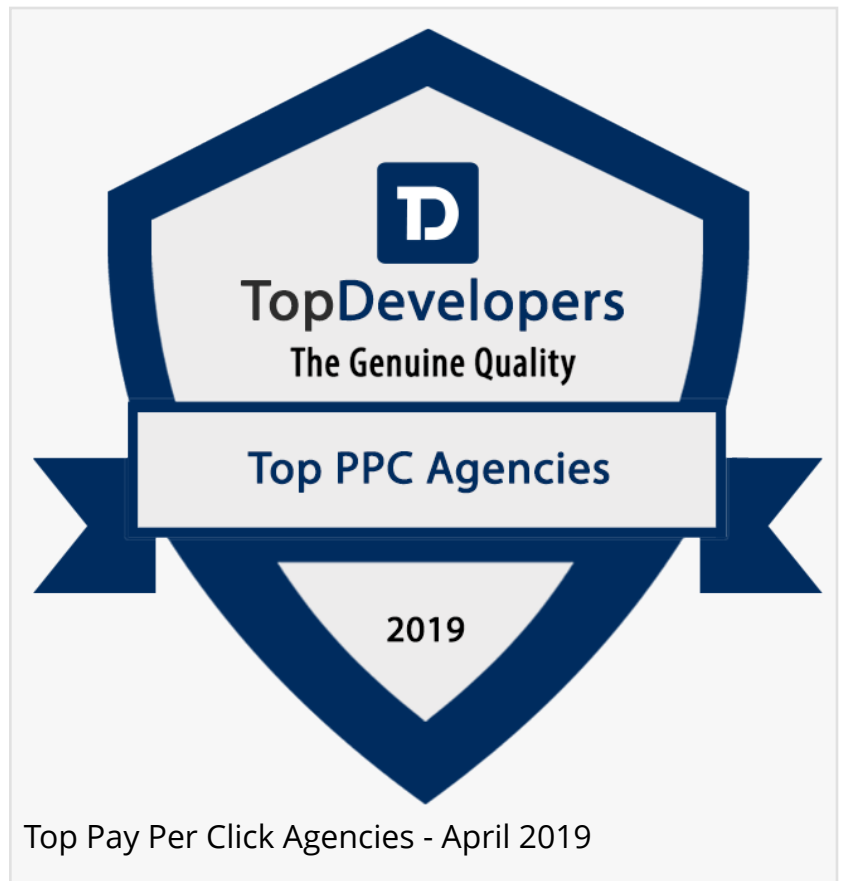 TD
TopDevelopers
The Genuine Quality
Top PPC Agencies
2019
Top Pay Per Click Agencies - April 2019